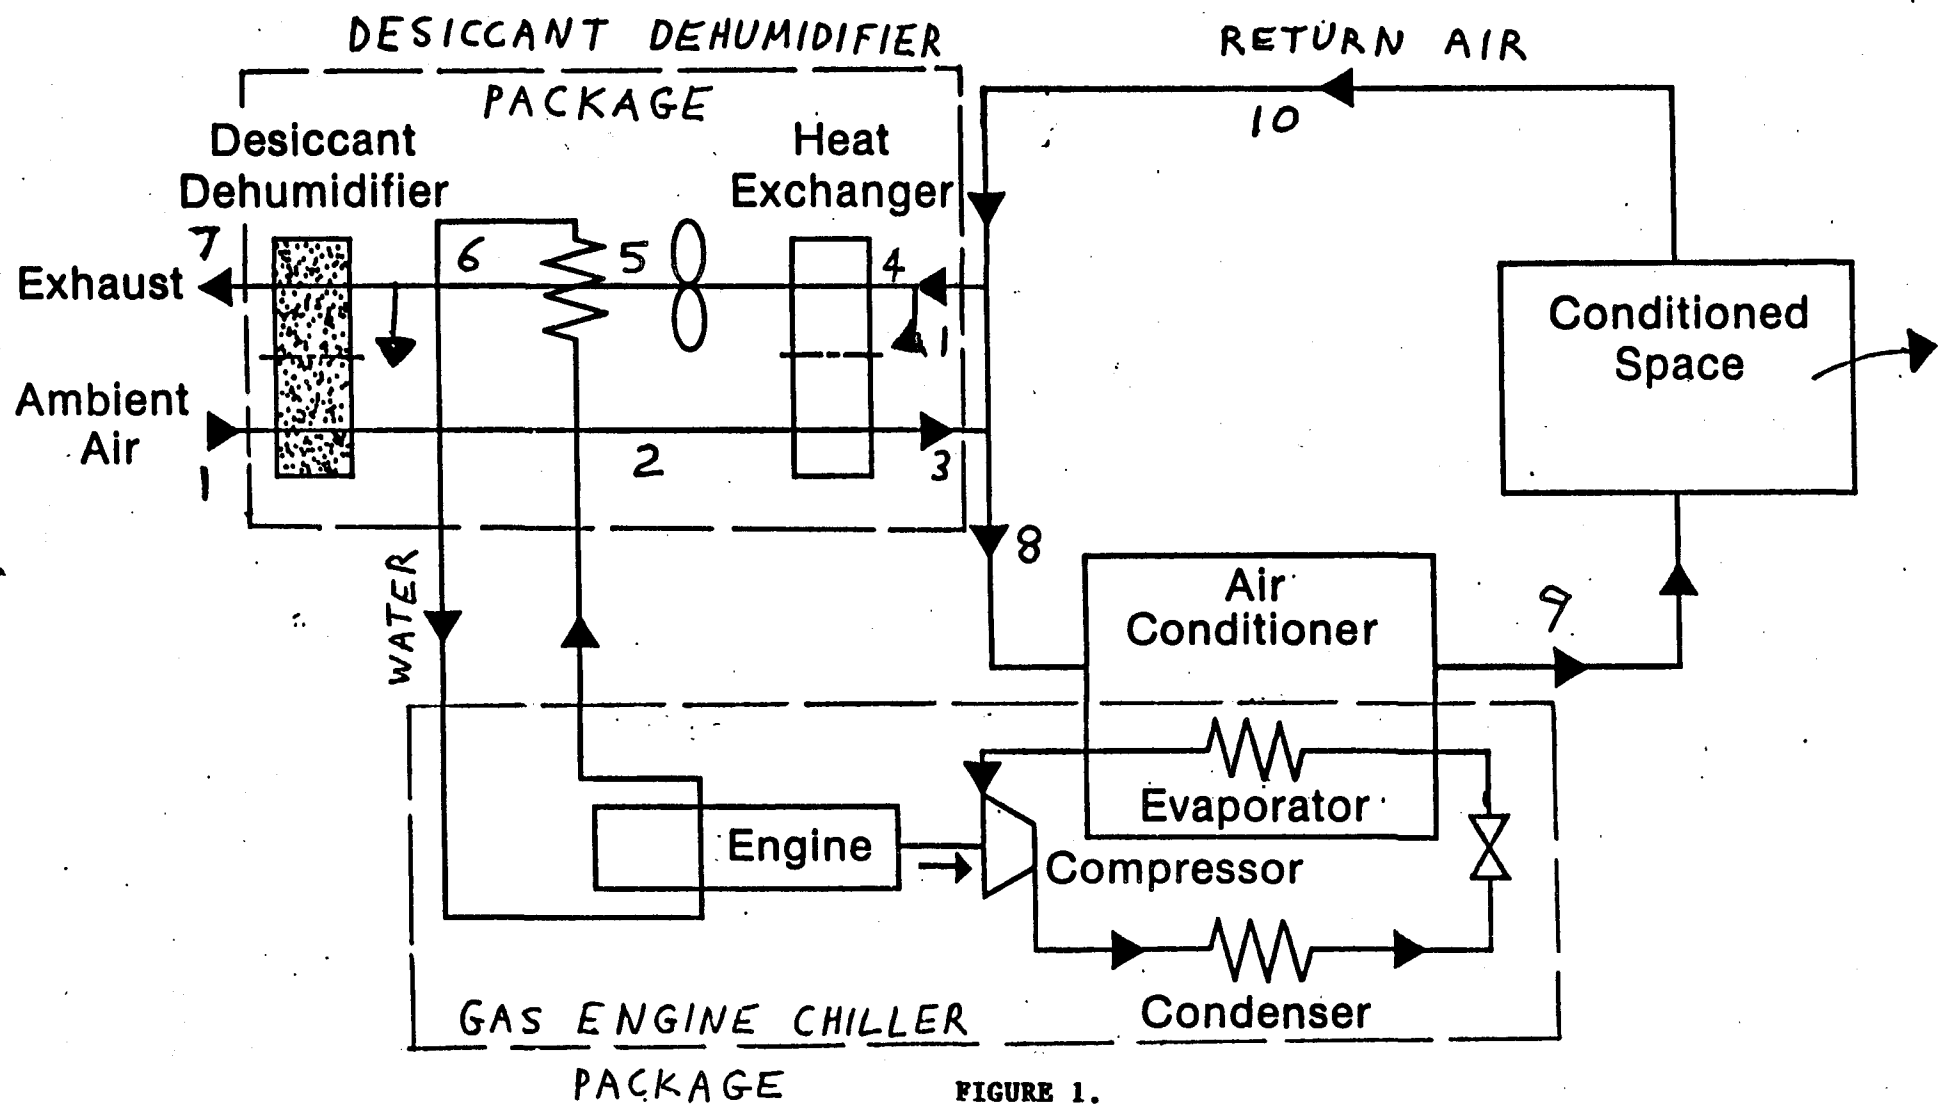 DESICCANT DEHUMIDIFIER
PACKAGE
RETURN AIR
10
Desiccant
Dehumidifier
Heat
Exchanger
7
6
5
4
Exhaust
1
Ambient
Air
1
2
3
Conditioned
Space
8
WATER
Air
Conditioner
9
Evaporator
Engine
Compressor
Condenser
GAS ENGINE CHILLER
PACKAGE
FIGURE 1.